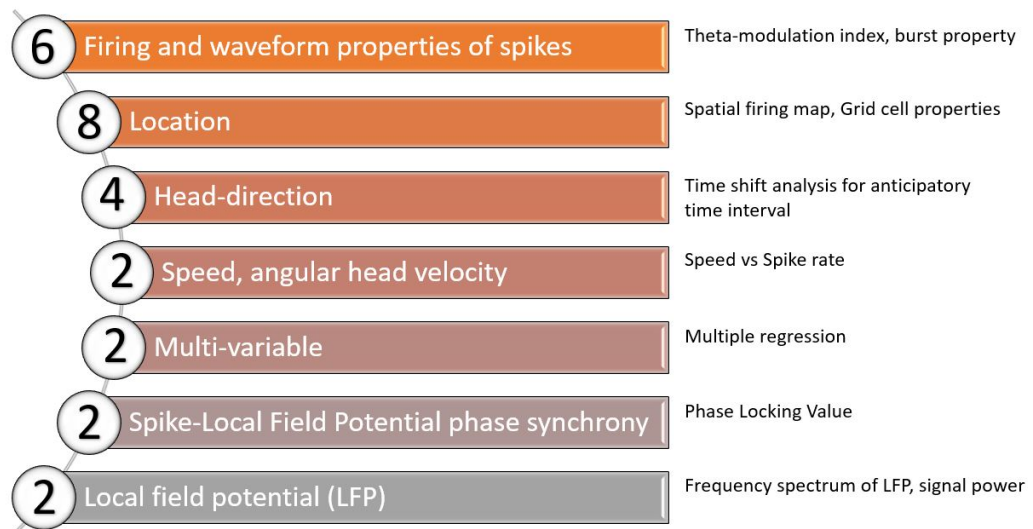 6 Firing and waveform properties of spikes
Theta-modulation index, burst property
8 Location
Spatial firing map, Grid cell properties
4 Head-direction
Time shift analysis for anticipatory
time interval
2 Speed, angular head velocity
Speed vs Spike rate
2 Multi-variable
Multiple regression
2 Spike-Local Field Potential phase synchrony
Phase Locking Value
2 Local field potential (LFP)
Frequency spectrum of LFP, signal power